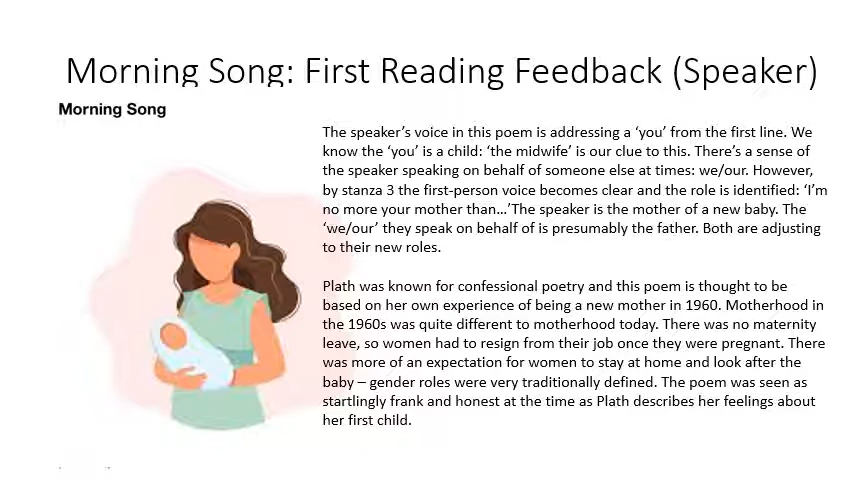 Morning Song: First Reading Feedback (Speaker)
Morning Song
The speaker’s voice in this poem is addressing a ‘you’ from the first line. We
know the ‘you’ is a child: ‘the midwife’ is our clue to this. There’s a sense of
the speaker speaking on behalf of someone else at times: we/our. However,
by stanza 3 the first-person voice becomes clear and the role is identified: ‘I’m
no more your mother than…’The speaker is the mother of a new baby. The
‘we/our’ they speak on behalf of is presumably the father. Both are adjusting
to their new roles.
Plath was known for confessional poetry and this poem is thought to be
based on her own experience of being a new mother in 1960. Motherhood in
the 1960s was quite different to motherhood today. There was no maternity
leave, so women had to resign from their job once they were pregnant. There
was more of an expectation for women to stay at home and look after the
baby – gender roles were very traditionally defined. The poem was seen as
startlingly frank and honest at the time as Plath describes her feelings about
her first child.